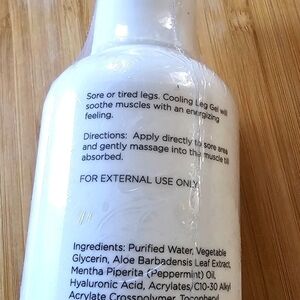 Sore or tired legs. Cooling Leg Gel will
soothe muscles with an energizing
feeling.
Directions: Apply directly to sore area
and gently massage into the muscle till
absorbed.
FOR EXTERNAL USE ONLY
Ingredients: Purified Water, Vegetable
Glycerin, Aloe Barbadensis Leaf Extract,
Mentha Piperita (Peppermint) Oil,
Hyaluronic Acid, Acrylates/C10-30 Alkyl
Acrylate Crosspolymer, Tocopheryl